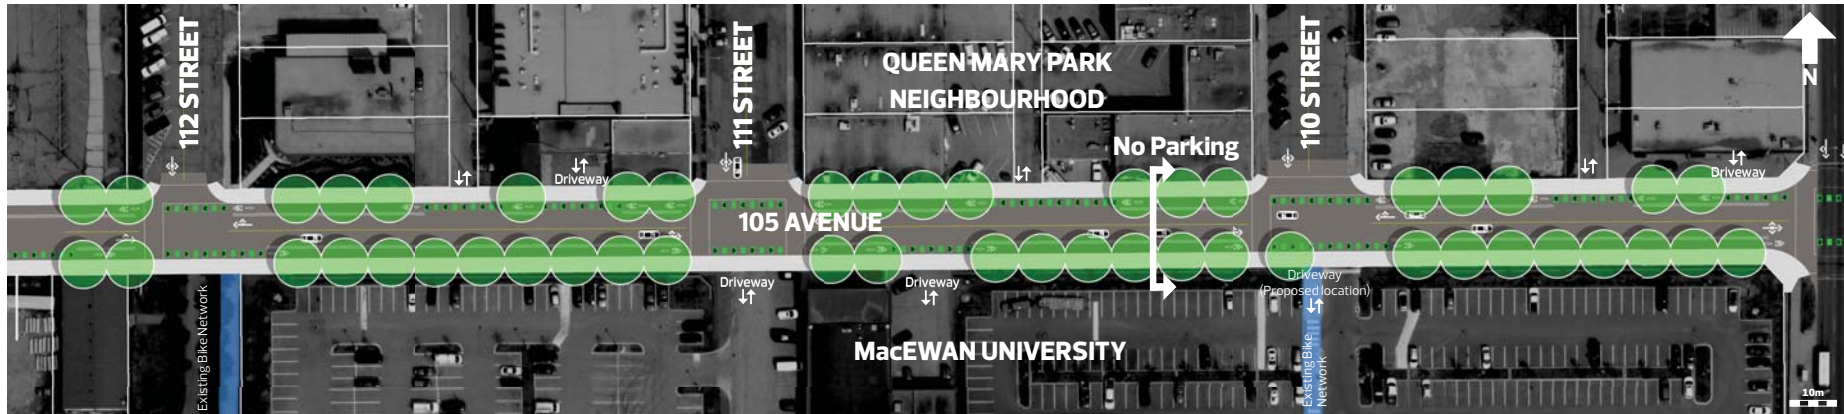 112 STREET
111 STREET
QUEEN MARY PARK
NEIGHBOURHOOD
110 STREET
N
No Parking
Driveway
Driveway
105 AVENUE
Driveway
Driveway
Driveway
(Proposed location)
Existing Bike Network
MacEWAN UNIVERSITY
Existing Bike
Network
10m